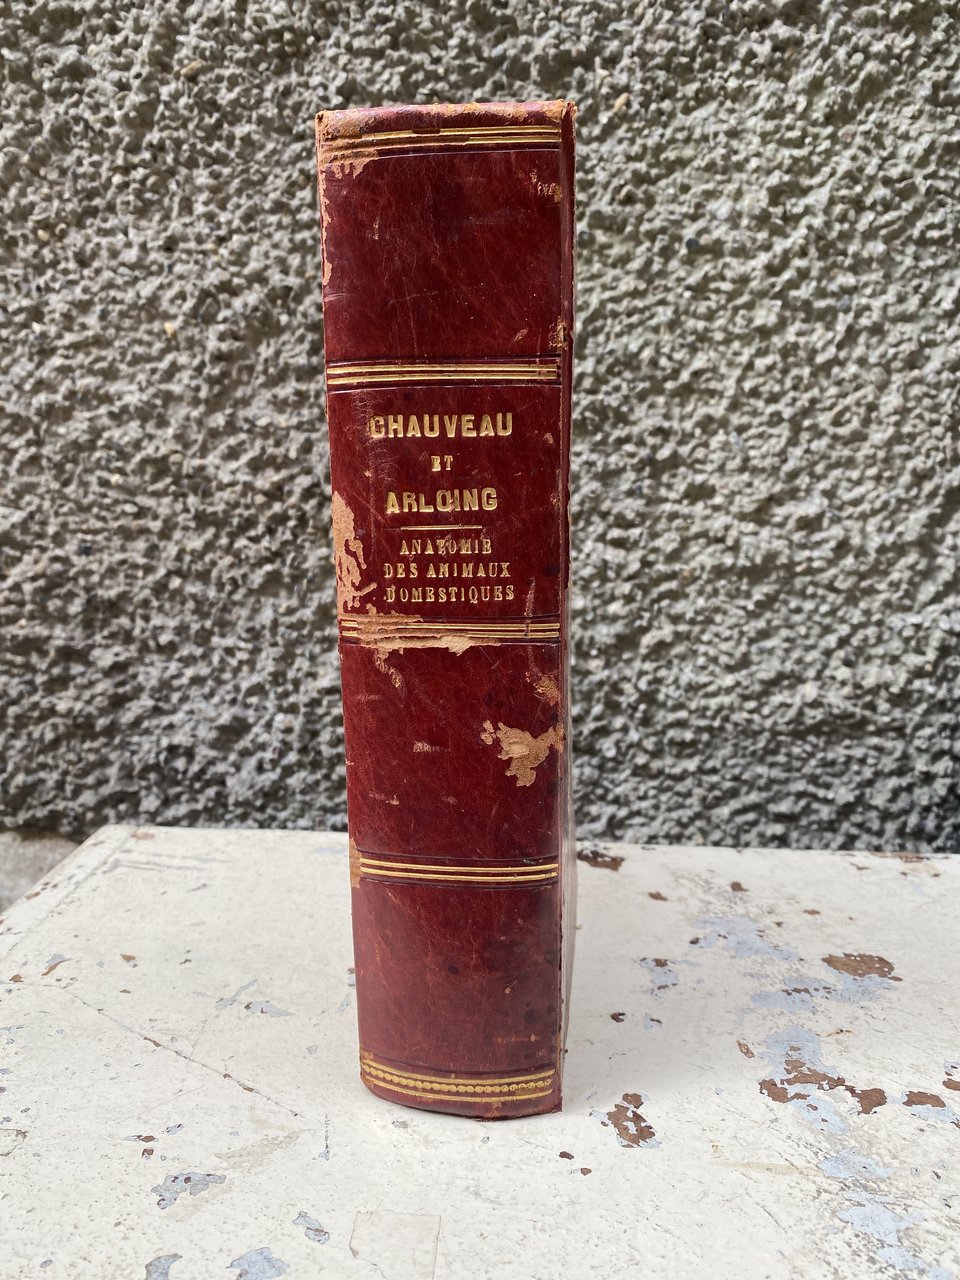 CHAUVEAU
ET
ARLOING
ANATOMIE
DES ANIMAUX
DOMESTIQUES